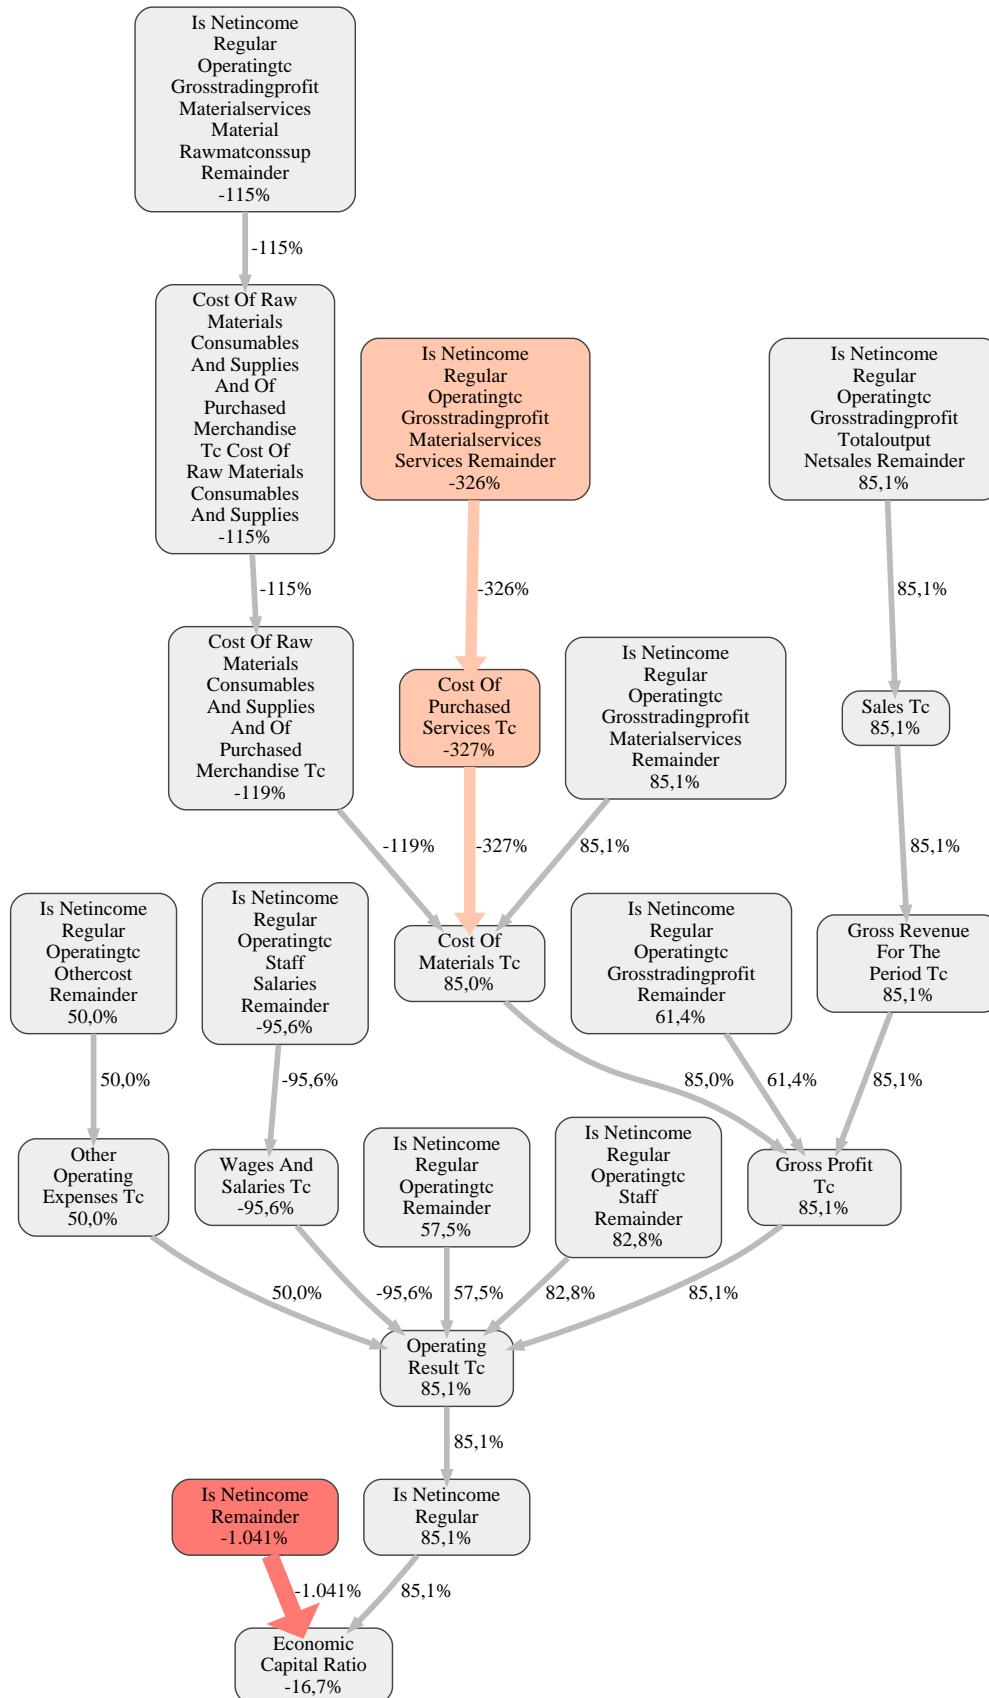 Is Netincome
Regular
Operatingtc
Grosstradingprofit
Materialservices
Material
Rawmatconssup
Remainder
-115%
-115%
Cost Of Raw
Materials
Consumables
And Supplies
And Of
Purchased
Merchandise
Tc Cost Of
Raw Materials
Consumables
And Supplies
-115%
Is Netincome
Regular
Operatingtc
Grosstradingprofit
Materialservices
Services Remainder
-326%
Is Netincome
Regular
Operatingtc
Grosstradingprofit
Totaloutput
Netsales Remainder
85,1%
-115%
-326%
85,1%
Cost Of Raw
Materials
Consumables
And Supplies
And Of
Purchased
Merchandise Tc
-119%
Cost Of
Purchased
Services Tc
-327%
Is Netincome
Regular
Operatingtc
Grosstradingprofit
Materialservices
Remainder
85,1%
Sales Tc
85,1%
-119%
-327%
85,1%
85,1%
Is Netincome
Regular
Operatingtc
Othercost
Remainder
50,0%
Is Netincome
Regular
Operatingtc
Staff
Salaries
Remainder
-95,6%
Cost Of
Materials Tc
85,0%
Is Netincome
Regular
Operatingtc
Grosstradingprofit
Remainder
61,4%
Gross Revenue
For The
Period Tc
85,1%
50,0%
-95,6%
85,0%
61,4%
85,1%
Other
Operating
Expenses Tc
50,0%
Wages And
Salaries Tc
-95,6%
Is Netincome
Regular
Operatingtc
Remainder
57,5%
Is Netincome
Regular
Operatingtc
Staff
Remainder
82,8%
Gross Profit
Tc
85,1%
50,0%
-95,6%
57,5%
82,8%
85,1%
Operating
Result Tc
85,1%
85,1%
Is Netincome
Remainder
-1.041%
Is Netincome
Regular
85,1%
-1.041%
85,1%
Economic
Capital Ratio
-16,7%